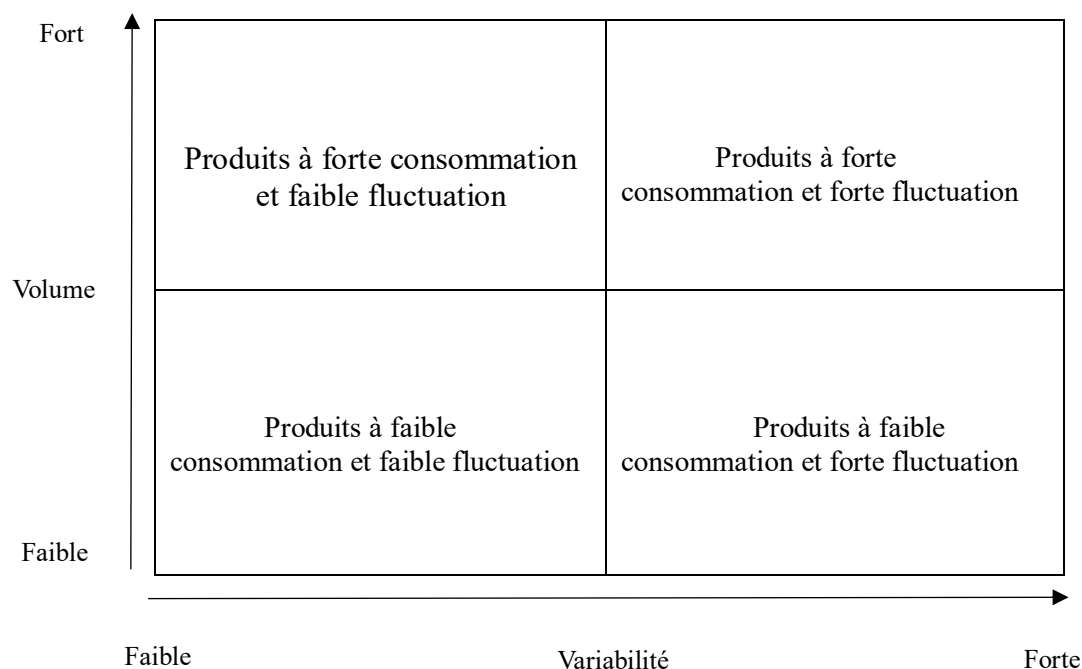 Fort
Produits à forte consommation
et faible fluctuation
Produits à forte
consommation et forte fluctuation
Volume
Produits à faible
consommation et faible fluctuation
Produits à faible
consommation et forte fluctuation
Faible
Faible
Variabilité
Forte